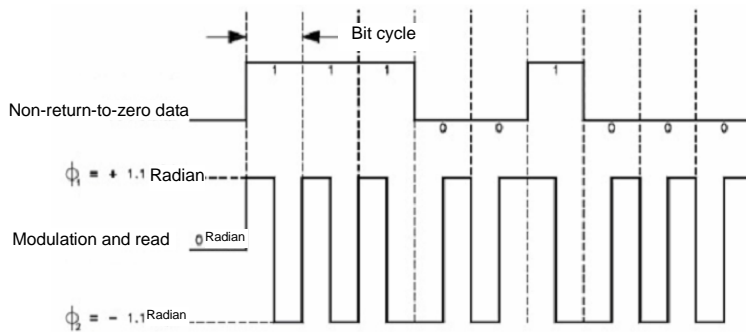 Bit cycle
1 1 1 1
Non-return-to-zero data
0 0 0 0 0
ϕ₁ = + 1.1 Radian
Modulation and read 0 Radian
ϕ₂ = - 1.1 Radian